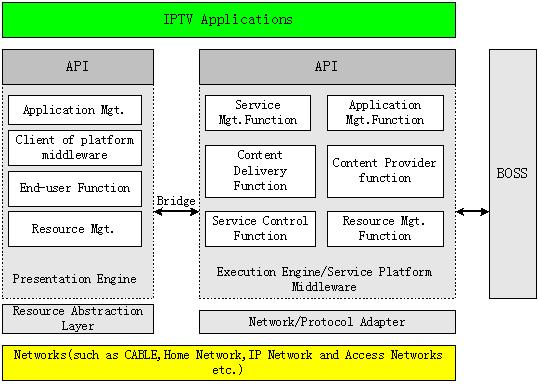 IPTV Applications
API
Application Mgt.
Client of platform
middleware
End-user Function
Resource Mgt.
Presentation Engine
Resource Abstraction
Layer
Bridge
API
Service
Mgt.Function
Application
Mgt.Function
Content
Delivery
Function
Content Provider
function
Service Control
Function
Resource Mgt.
Function
Execution Engine/Service Platform
Middleware
Network/Protocol Adapter
BOSS
Networks(such as CABLE,Home Network,IP Network and Access Networks
etc.)